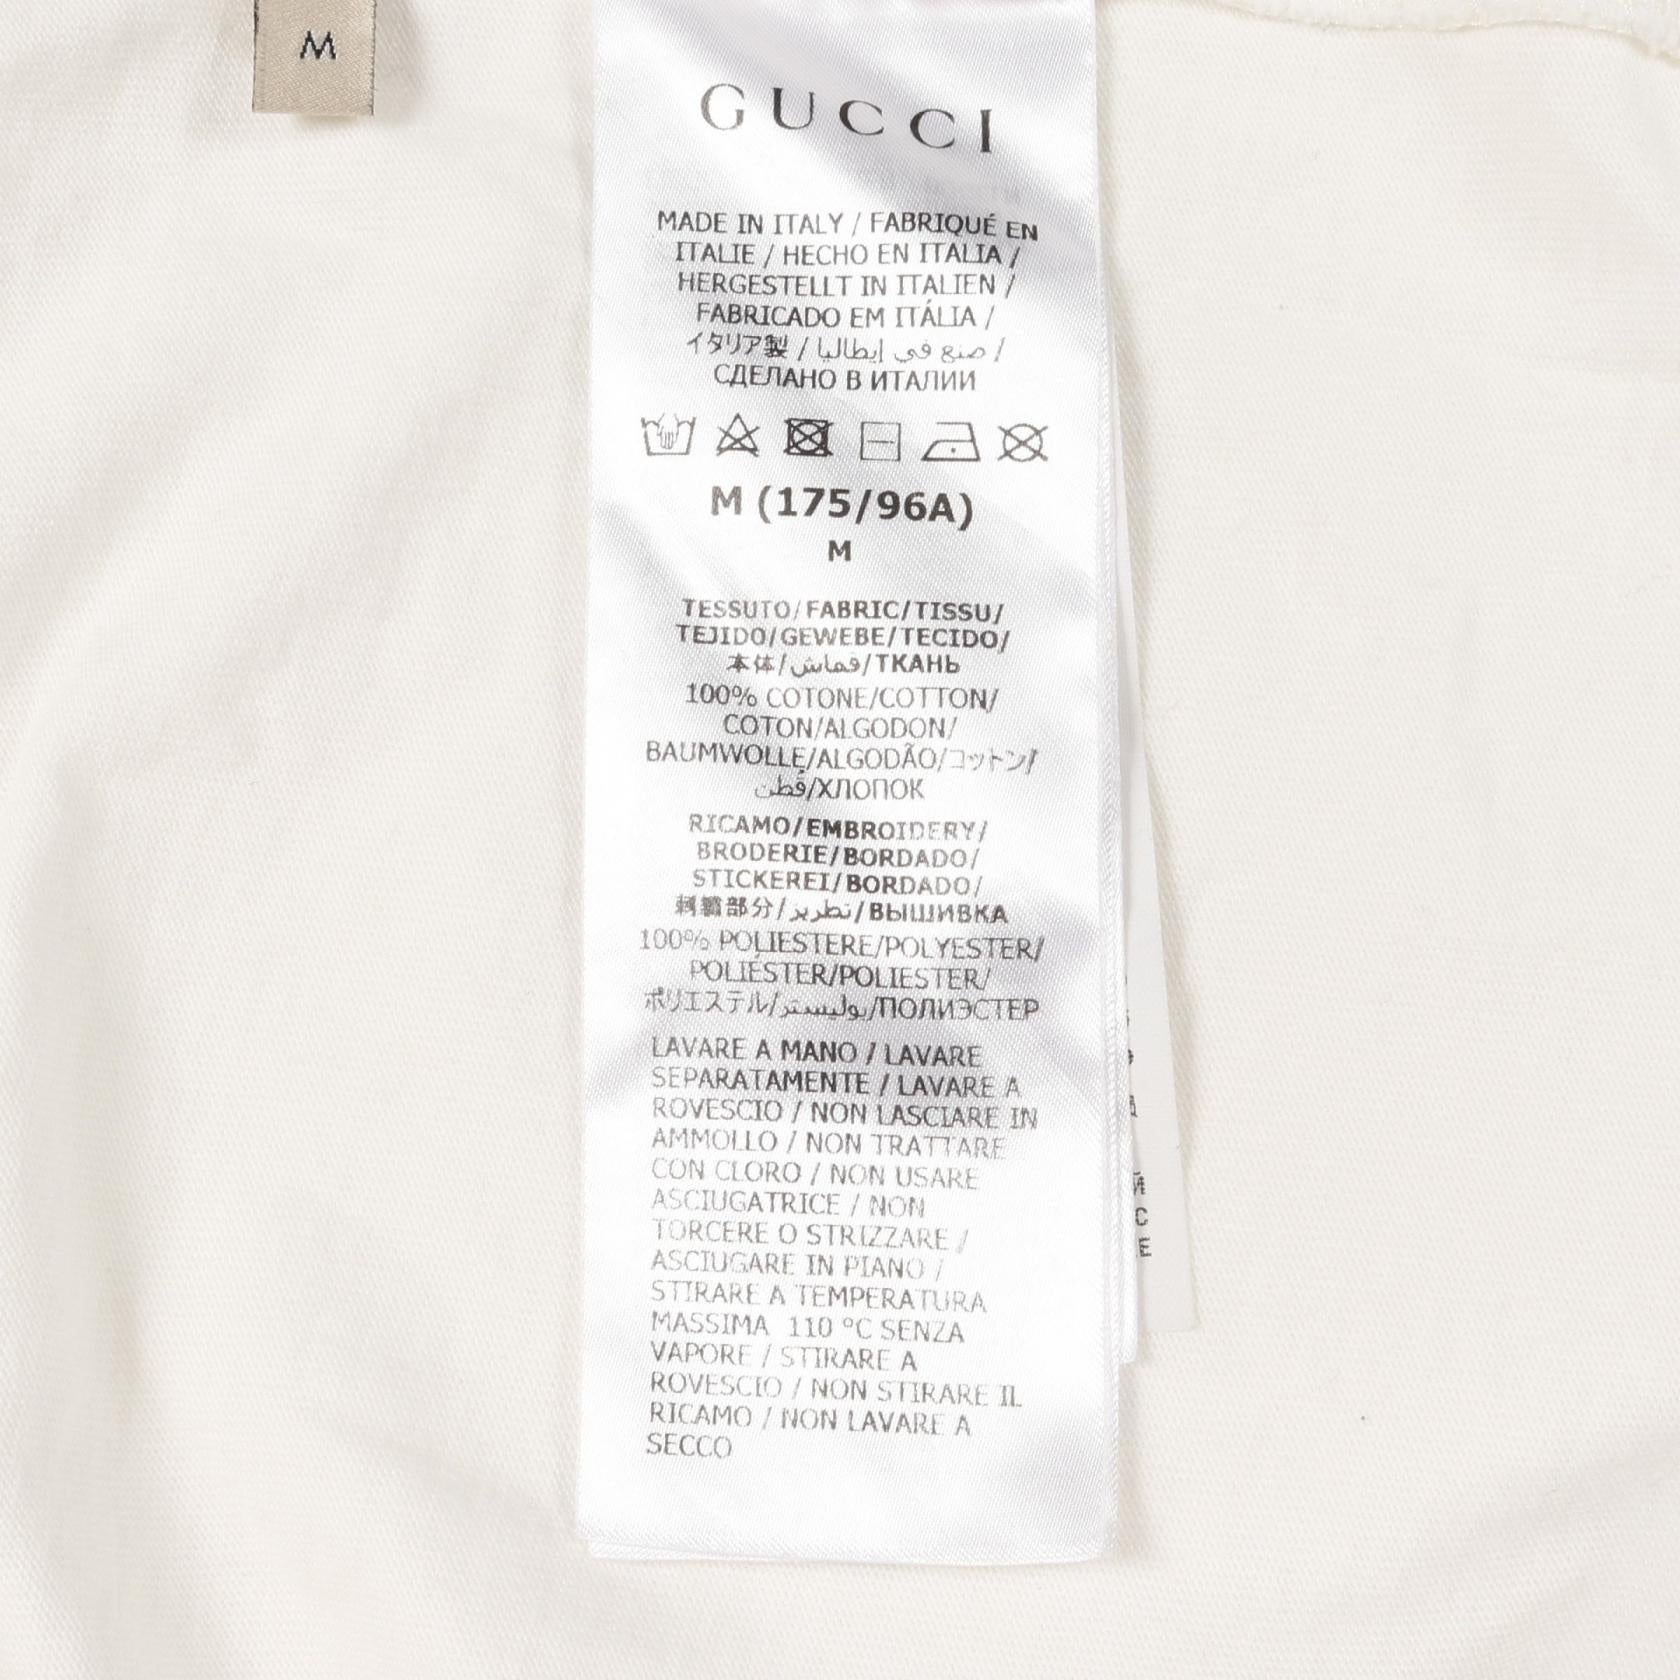 M
GUCCI
MADE IN ITALY / FABRIQUÉ EN
ITALIE / HECHO EN ITALIA /
HERGESTELLT IN ITALIEN /
FABRICADO EM ITÁLIA /
イタリア製 / صنع في إيطاليا /
СДЕЛАНО В ИТАЛИИ
M (175/96A)
M
TESSUTO/FABRIC/TISSU/
TEJIDO/GEWEBE/TECIDO/
本体/قماش/ТКАНЬ
100% COTONE/COTTON/
COTON/ALGODON/
BAUMWOLLE/ALGODÃO/コットン/
قُطن/ХЛОПОК
RICAMO/EMBROIDERY/
BRODERIE/BORDADO/
STICKEREI/BORDADO/
刺繍部分/تطريز/ВЫШИВКА
100% POLIESTERE/POLYESTER/
POLIÉSTER/POLIESTER/
ポリエステル/بوليستر/ПОЛИЭСТЕР
LAVARE A MANO / LAVARE
SEPARATAMENTE / LAVARE A
ROVESCIO / NON LASCIARE IN
AMMOLLO / NON TRATTARE
CON CLORO / NON USARE
ASCIUGATRICE / NON
TORCERE O STRIZZARE /
ASCIUGARE IN PIANO /
STIRARE A TEMPERATURA
MASSIMA 110 °C SENZA
VAPORE / STIRARE A
ROVESCIO / NON STIRARE IL
RICAMO / NON LAVARE A
SECCO
Й
С
Е